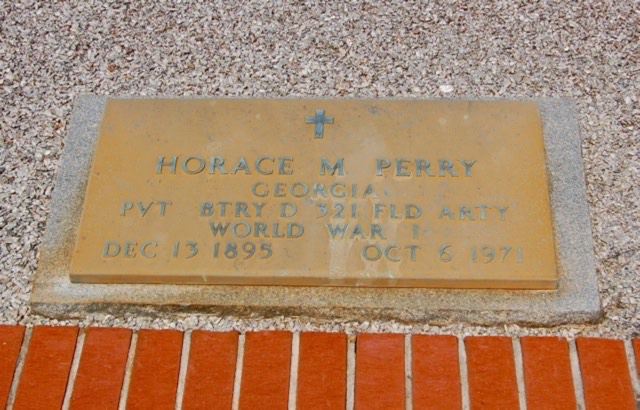 HORACE M PERRY
GEORGIA
PVT BTRY D 321 FLD ARTY
WORLD WAR I
DEC 13 1895 OCT 6 1971